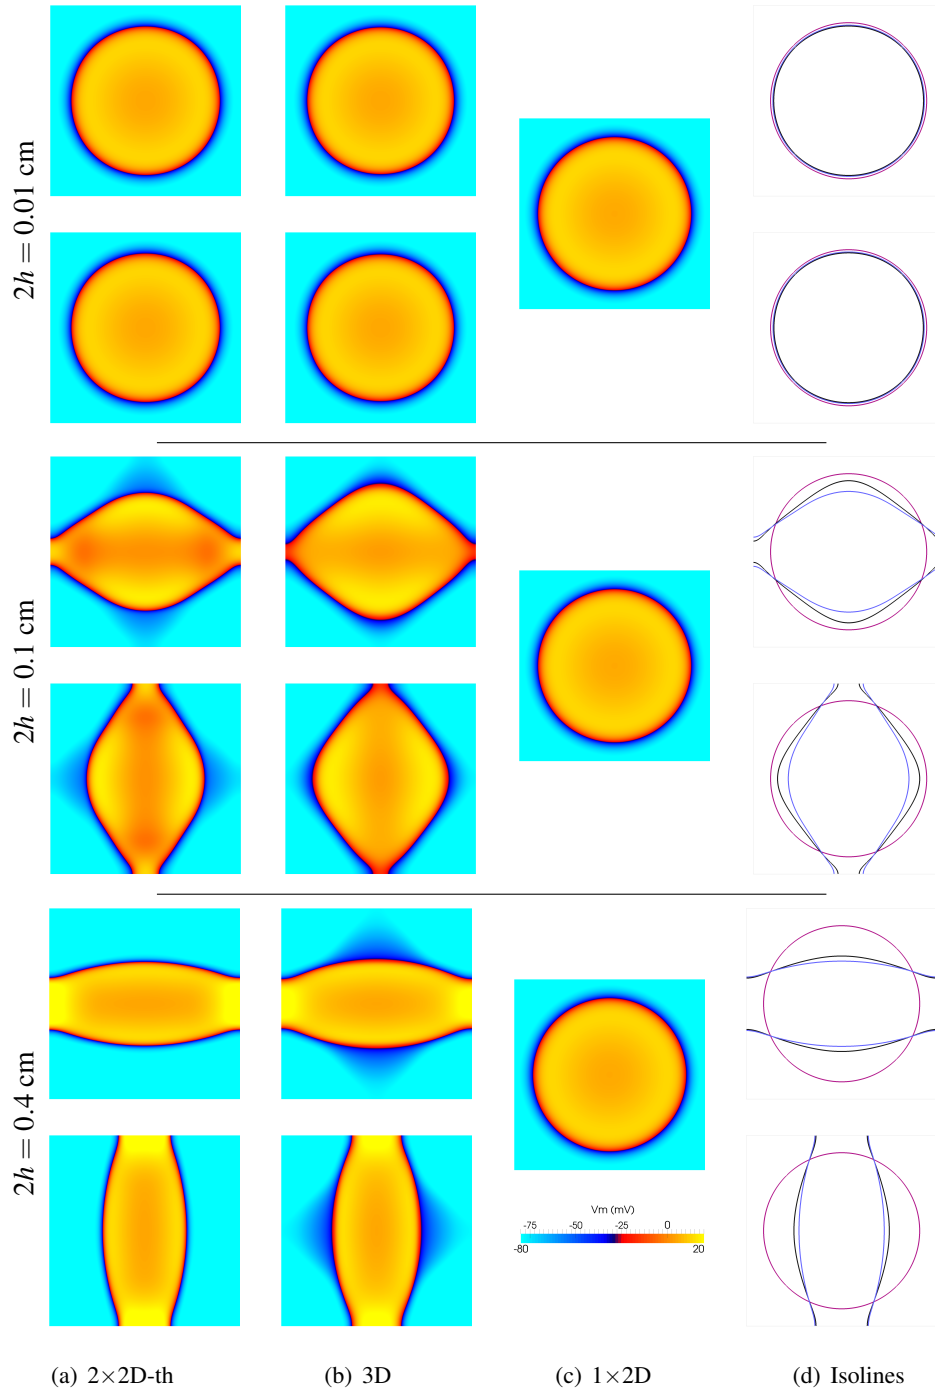 2h = 0.01 cm
2h = 0.1 cm
2h = 0.4 cm
Vm (mV)
-75 -50 -25 0
-80 20
(a) 2×2D-th (b) 3D (c) 1×2D (d) Isolines